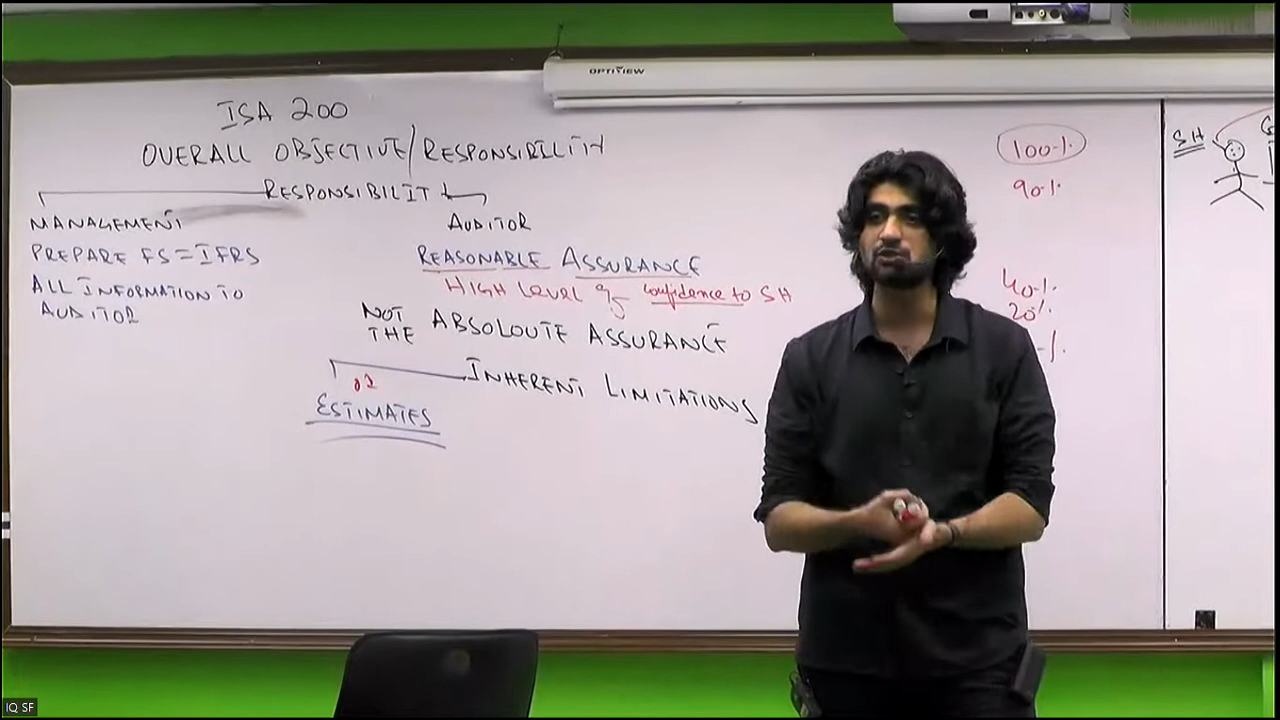 OPTIVIEW
ISA 200
OVERALL OBJECTIVE/RESPONSIBILITY
RESPONSIBILITY
MANAGEMENT
PREPARE FS = IFRS
ALL INFORMATION TO
AUDITOR
AUDITOR
REASONABLE ASSURANCE
HIGH LEVEL of confidence to SH
NOT
THE ABSOLOUTE ASSURANCE
INHERENT LIMITATIONS
ESTIMATES
100%
90%
40%
20%
SH
IQ SF